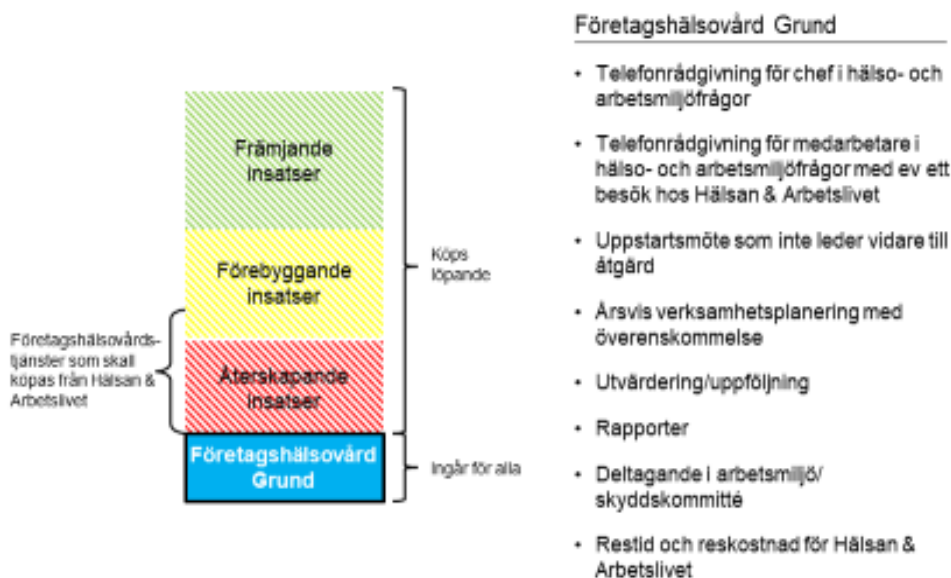 Företagshälsovård Grund
• Telefonrådgivning för chef i hälso- och
arbetsmiljöfrågor
• Telefonrådgivning för medarbetare i
hälso- och arbetsmiljöfrågor med ev ett
besök hos Hälsan & Arbetslivet
• Uppstartsmöte som inte leder vidare till
åtgärd
• Årsvis verksamhetsplanering med
överenskommelse
• Utvärdering/uppföljning
• Rapporter
• Deltagande i arbetsmiljö/
skyddskommitté
• Restid och reskostnad för Hälsan &
Arbetslivet
Främjande
insatser
Förebyggande
insatser
Återskapande
insatser
Företagshälsovård
Grund
Köps
löpande
Ingår för alla
Företagshälsovårds-
tjänster som skall
köpas från Hälsan &
Arbetslivet